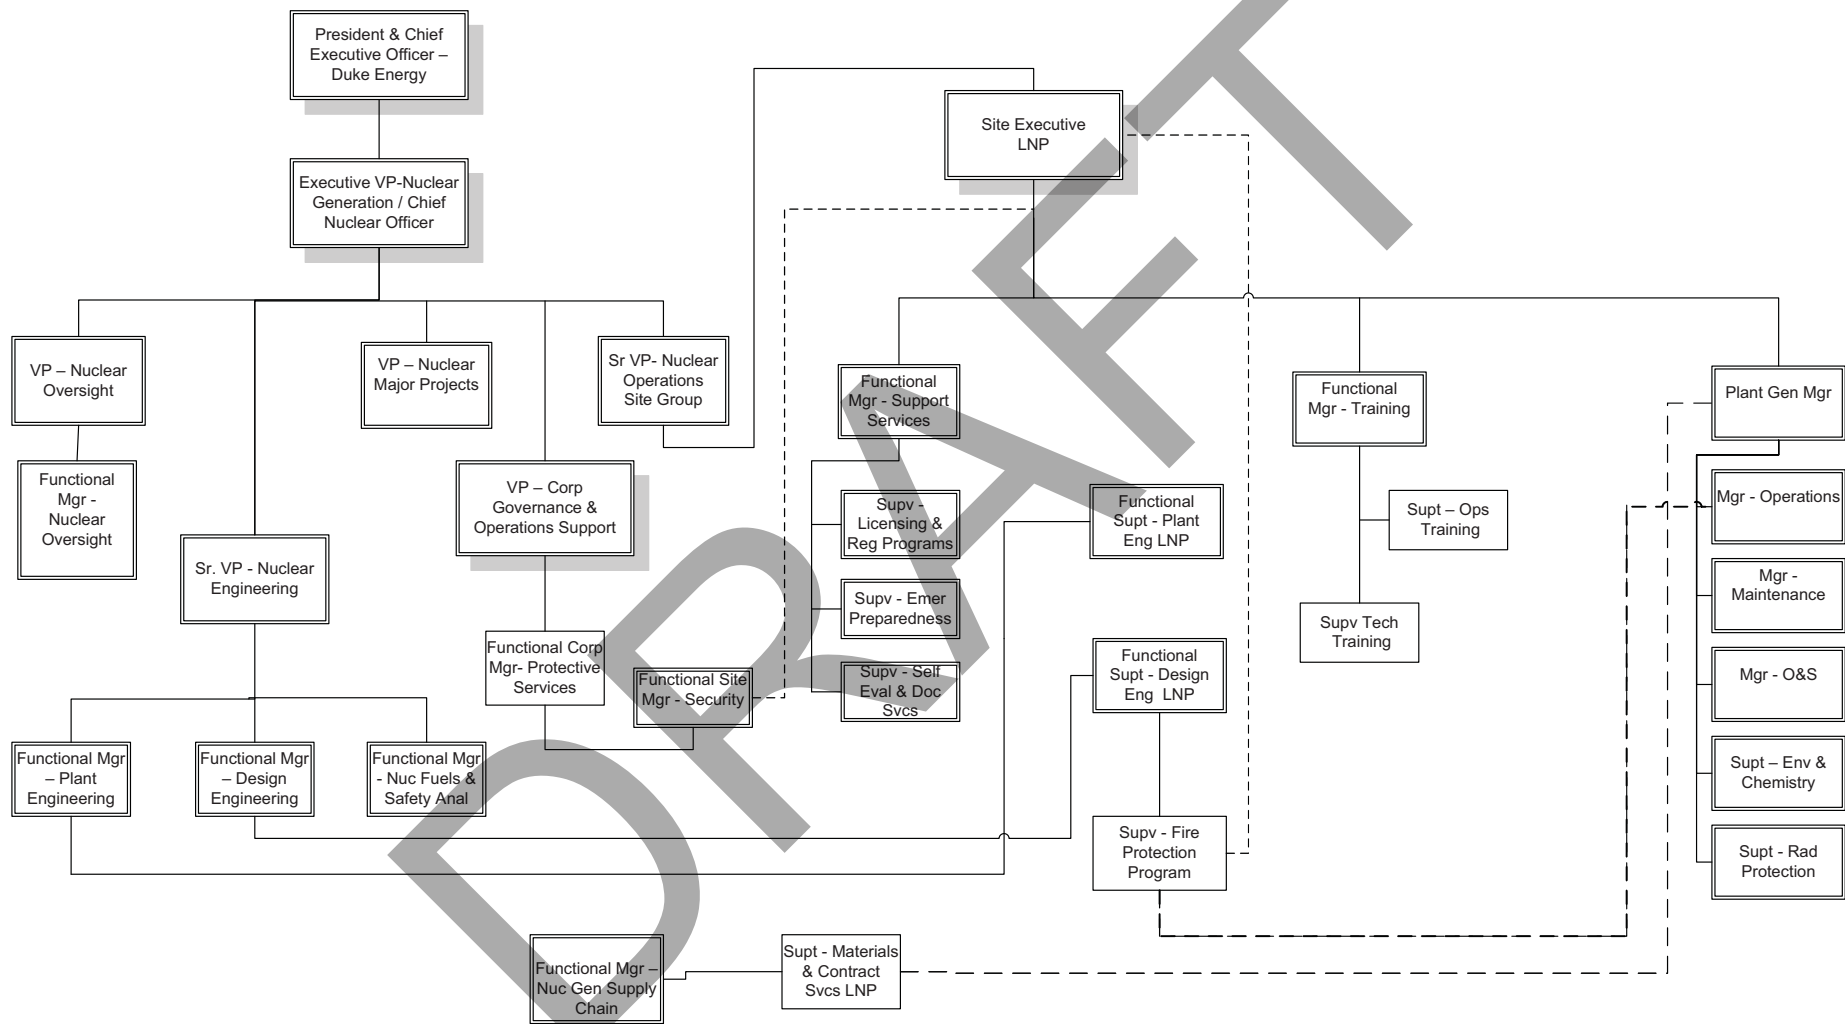 President & Chief
Executive Officer –
Duke Energy
Executive VP-Nuclear
Generation / Chief
Nuclear Officer
Site Executive
LNP
VP – Nuclear
Oversight
VP – Nuclear
Major Projects
Sr VP- Nuclear
Operations
Site Group
Functional
Mgr - Support
Services
Functional
Mgr - Training
Plant Gen Mgr
Functional
Mgr -
Nuclear
Oversight
VP – Corp
Governance &
Operations Support
Supv -
Licensing &
Reg Programs
Functional
Supt - Plant
Eng LNP
Supt – Ops
Training
Mgr - Operations
Sr. VP - Nuclear
Engineering
Supv - Emer
Preparedness
Mgr -
Maintenance
Supv Tech
Training
Functional Corp
Mgr- Protective
Services
Functional Site
Mgr - Security
Supv - Self
Eval & Doc
Svcs
Functional
Supt - Design
Eng LNP
Mgr - O&S
Functional Mgr
– Plant
Engineering
Functional Mgr
– Design
Engineering
Functional Mgr
- Nuc Fuels &
Safety Anal
Supt – Env &
Chemistry
Supv - Fire
Protection
Program
Supt - Rad
Protection
Functional Mgr –
Nuc Gen Supply
Chain
Supt - Materials
& Contract
Svcs LNP
DRAFT